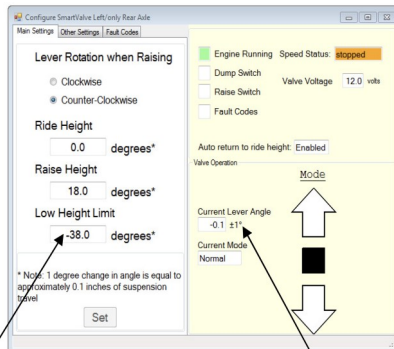 Configure SmartValve Left/only Rear Axle
Main Settings Other Settings Fault Codes
Lever Rotation when Raising
Clockwise
Counter-Clockwise
Ride Height
0.0 degrees*
Raise Height
18.0 degrees*
Low Height Limit
-38.0 degrees*
* Note: 1 degree change in angle is equal to
approximately 0.1 inches of suspension
travel
Set
Engine Running Speed Status: stopped
Dump Switch
Valve Voltage 12.0 volts
Raise Switch
Fault Codes
Auto return to ride height: Enabled
Valve Operation
Mode
Current Lever Angle
-0.1 ±1°
Current Mode
Normal